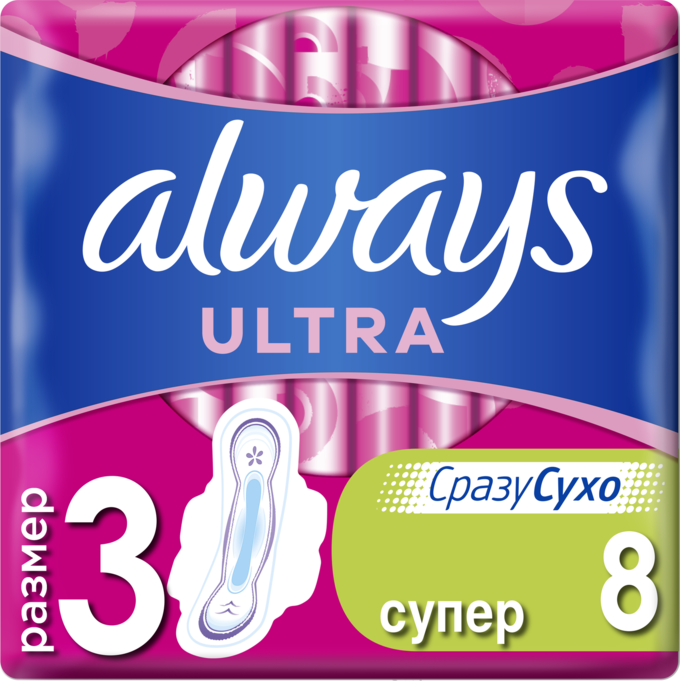 always
ULTRA
размер 3
СразуСухо
супер 8